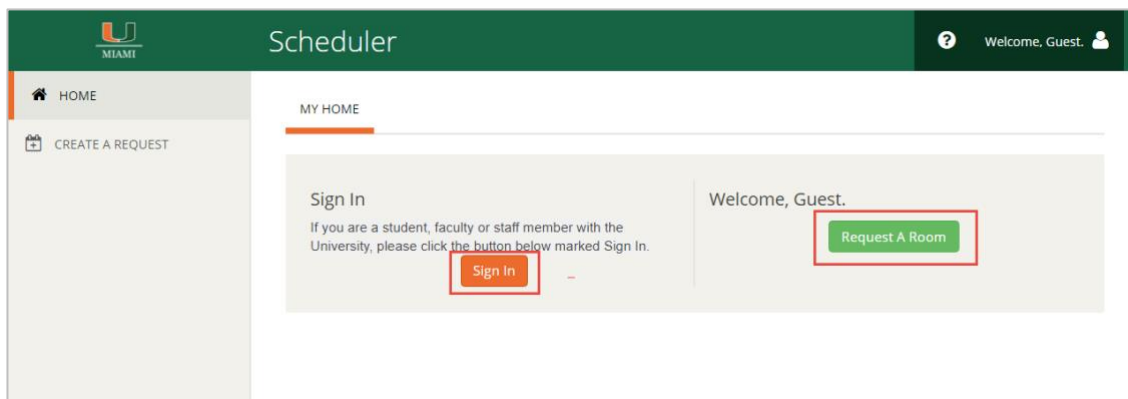 U
MIAMI
Scheduler
? Welcome, Guest.
HOME
CREATE A REQUEST
MY HOME
Sign In
If you are a student, faculty or staff member with the
University, please click the button below marked Sign In.
Sign In
Welcome, Guest.
Request A Room